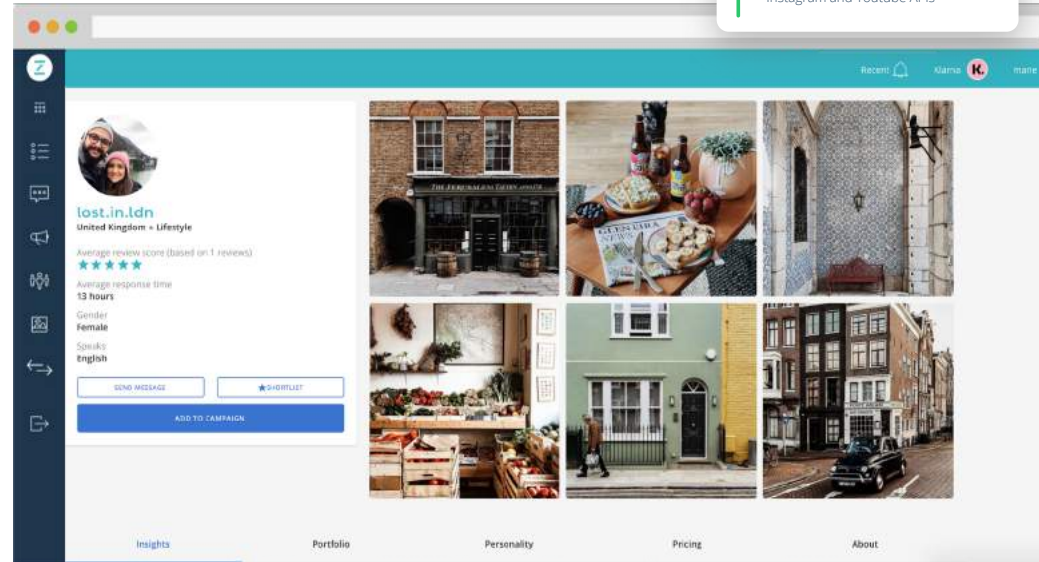 Instagram and Youtube APIs
Z
Recent
Klarna
K.
marie
lost.in.ldn
United Kingdom • Lifestyle
Average review score (based on 1 reviews)
Average response time
13 hours
Gender
Female
Speaks
English
SEND MESSAGE
SHORTLIST
ADD TO CAMPAIGN
THE JERUSALEM TAVERN
GLEN EIRA
NEWS
Insights
Portfolio
Personality
Pricing
About